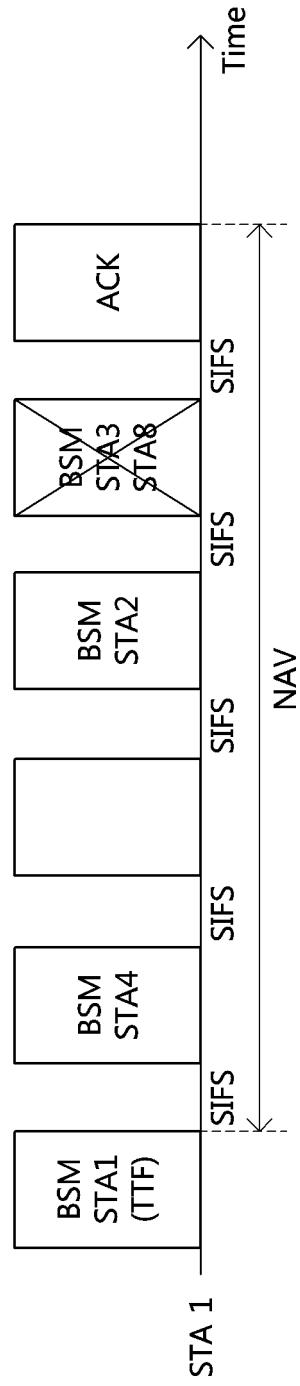 STA 1
BSM
STA1
(TTF)
SIFS
BSM
STA4
SIFS
SIFS
BSM
STA2
SIFS
BSM
STA3
STA8
SIFS
ACK
Time
NAV